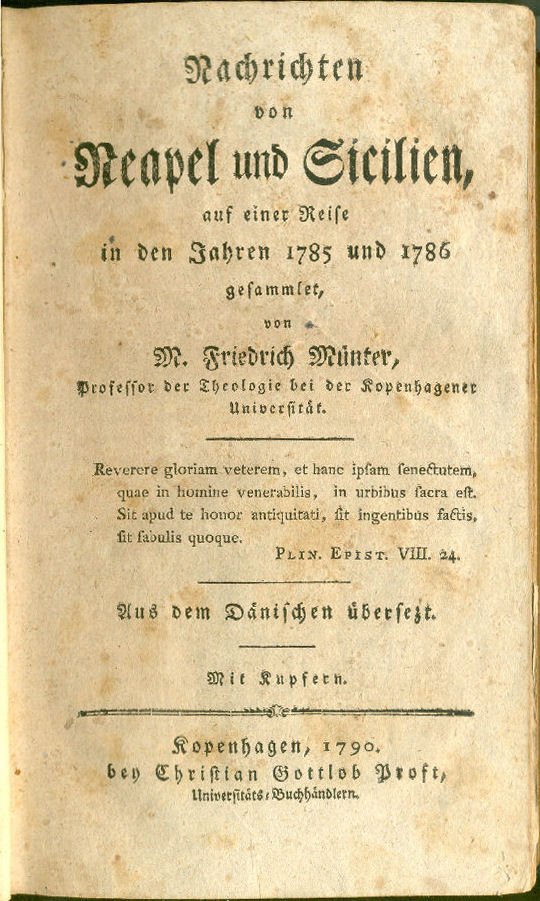 Nachrichten
von
Neapel und Sicilien,
auf einer Reiſe
in den Jahren 1785 und 1786
geſammlet,
von
M. Friedrich Münter,
Profeſſor der Theologie bei der Kopenhagener
Univerſität.
Reverere gloriam veterem, et hanc ipſam ſenectutem,
quae in homine venerabilis, in urbibus ſacra eſt.
Sit apud te honor antiquitati, ſit ingentibus factis,
ſit fabulis quoque.
PLIN. EPIST. VIII. 24.
Aus dem Däniſchen überſezt.
Mit Kupfern.
Kopenhagen, 1790.
bey Chriſtian Gottlob Proft,
Univerſitäts-Buchhändlern.